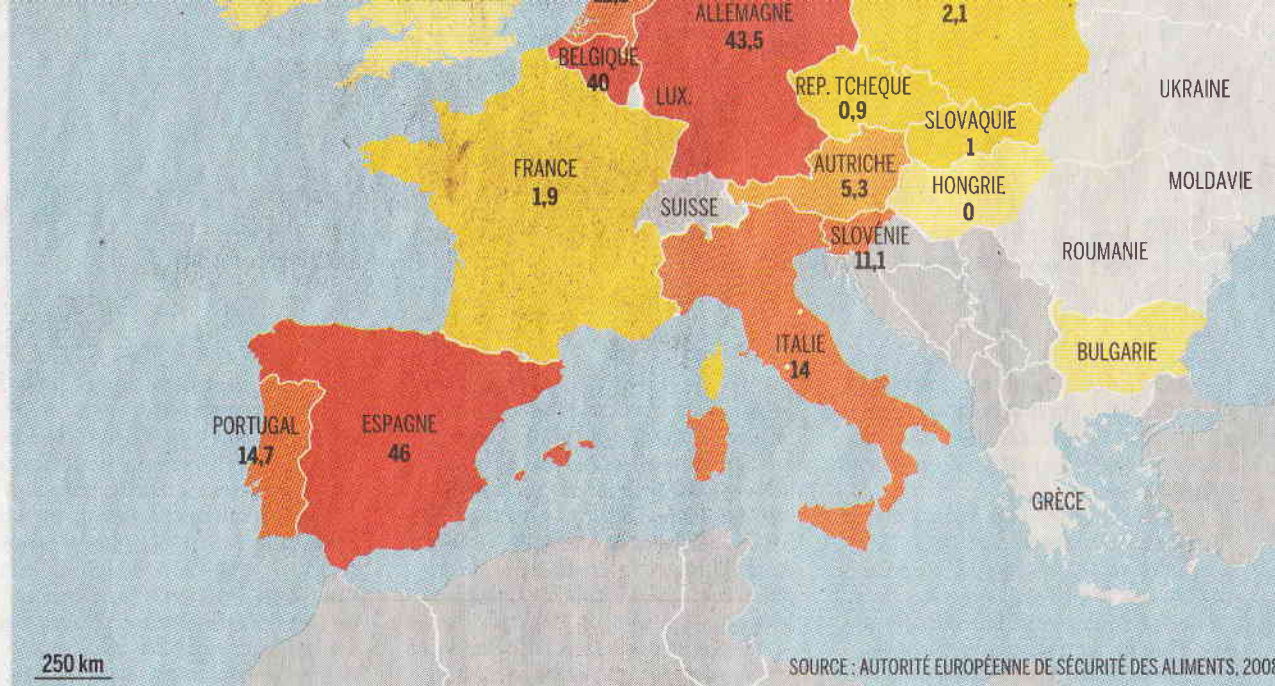 ALLEMAGNE
43,5
2,1
BELGIQUE
40
LUX.
REP. TCHEQUE
0,9
UKRAINE
SLOVAQUIE
1
FRANCE
1,9
AUTRICHE
5,3
HONGRIE
0
MOLDAVIE
SUISSE
SLOVÉNIE
11,1
ROUMANIE
ITALIE
14
BULGARIE
PORTUGAL
14,7
ESPAGNE
46
GRÈCE
250 km
SOURCE : AUTORITÉ EUROPÉENNE DE SÉCURITÉ DES ALIMENTS, 2008